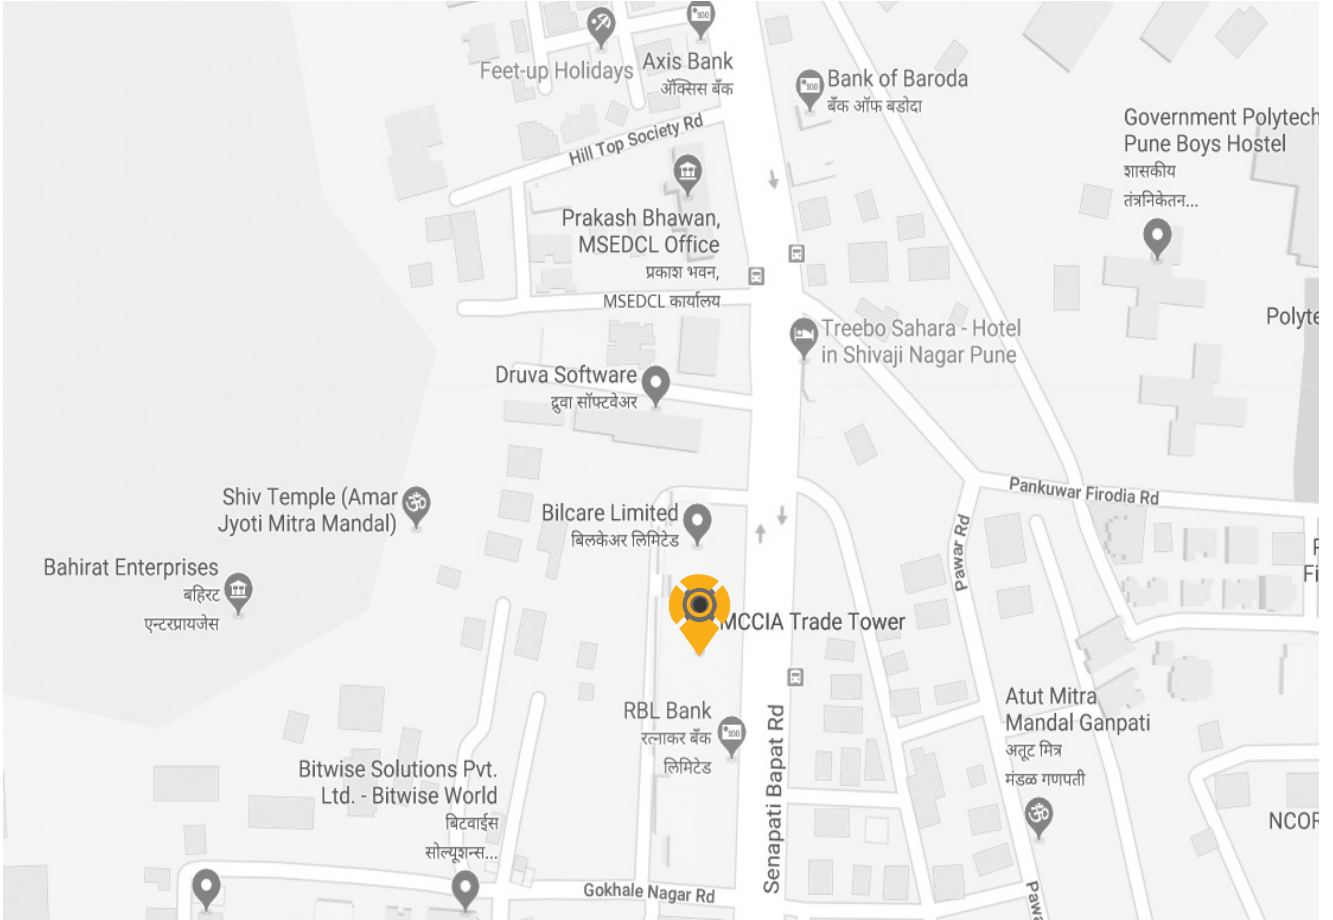 Feet-up Holidays
Axis Bank
ॲक्सिस बँक
Bank of Baroda
बँक ऑफ बडोदा
Government Polytech
Pune Boys Hostel
शासकीय
तंत्रनिकेतन...
Hill Top Society Rd
Prakash Bhawan,
MSEDCL Office
प्रकाश भवन,
MSEDCL कार्यालय
Polyte
Treebo Sahara - Hotel
in Shivaji Nagar Pune
Druva Software
द्रुवा सॉफ्टवेअर
Pankuwar Firodia Rd
Shiv Temple (Amar
Jyoti Mitra Mandal)
Bilcare Limited
बिलकेअर लिमिटेड
Pawar Rd
Bahirat Enterprises
बहिरट
एन्टरप्रायजेस
Fi
MCCIA Trade Tower
RBL Bank
रत्नाकर बँक
लिमिटेड
Senapati Bapat Rd
Atut Mitra
Mandal Ganpati
अतूट मित्र
मंडळ गणपती
Bitwise Solutions Pvt.
Ltd. - Bitwise World
बिटवाईस
सोल्यूशन्स...
NCOR
Gokhale Nagar Rd
Pawa